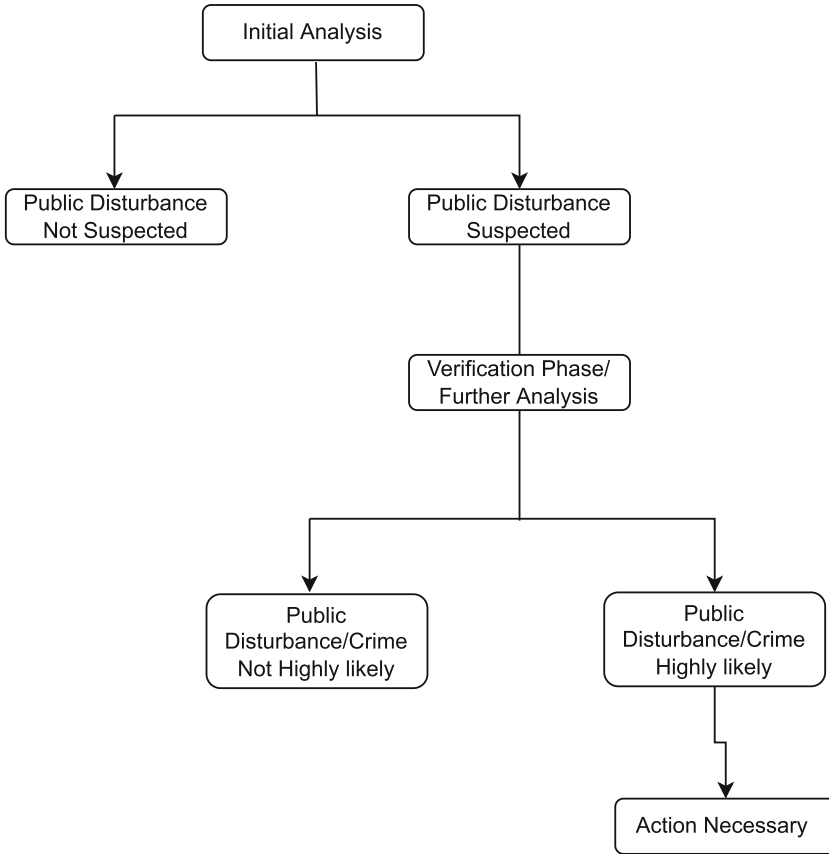 Initial Analysis
Public Disturbance
Not Suspected
Public Disturbance
Suspected
Verification Phase/
Further Analysis
Public
Disturbance/Crime
Not Highly likely
Public
Disturbance/Crime
Highly likely
Action Necessary